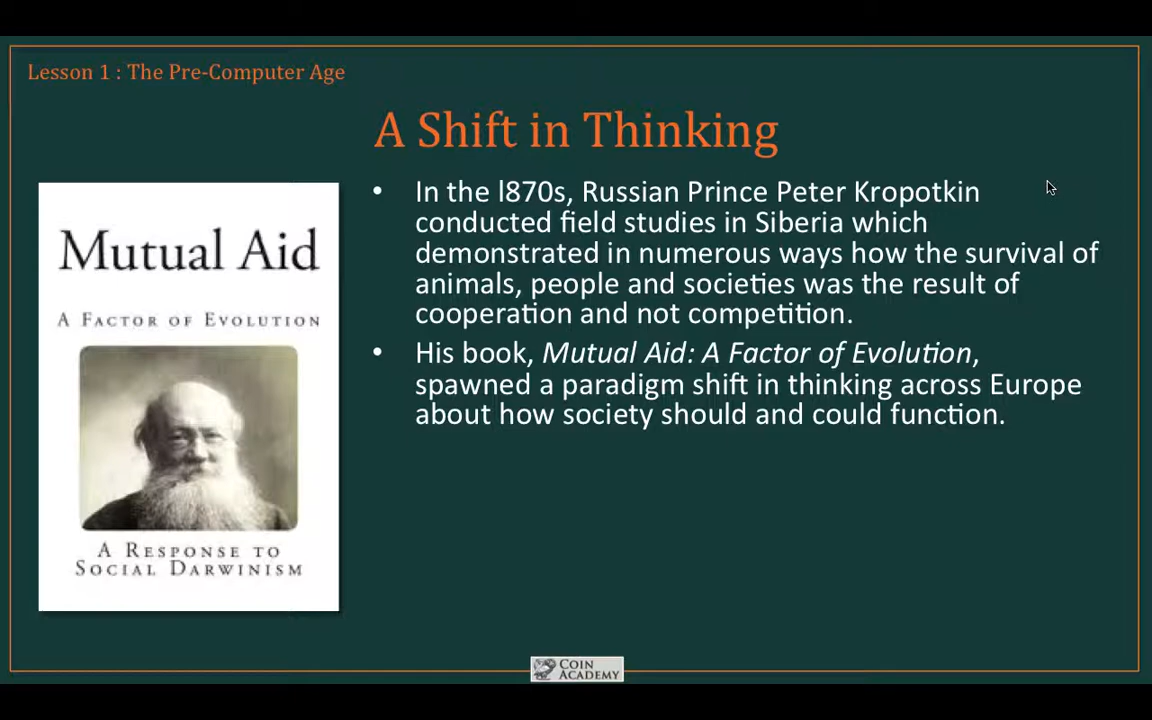 Lesson 1 : The Pre-Computer Age
A Shift in Thinking
Mutual Aid
A Factor of Evolution
A Response to
Social Darwinism
• In the l870s, Russian Prince Peter Kropotkin
conducted field studies in Siberia which
demonstrated in numerous ways how the survival of
animals, people and societies was the result of
cooperation and not competition.
• His book, Mutual Aid: A Factor of Evolution,
spawned a paradigm shift in thinking across Europe
about how society should and could function.
Coin
Academy